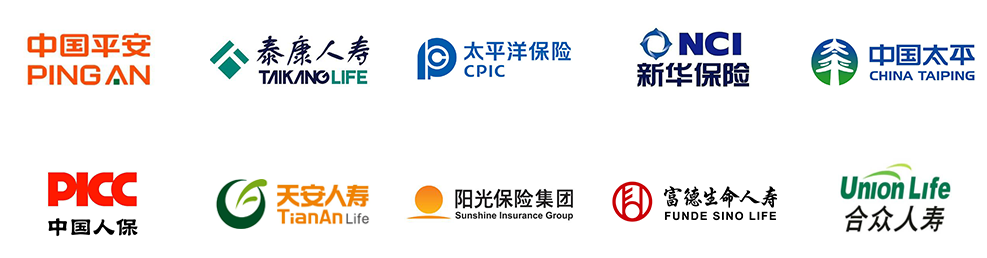 中国平安
PING AN
泰康人寿
TAIKANG LIFE
太平洋保险
CPIC
NCI
新华保险
中国太平
CHINA TAIPING
PICC
中国人保
天安人寿
TianAn Life
阳光保险集团
Sunshine Insurance Group
富德生命人寿
FUNDE SINO LIFE
Union Life
合众人寿